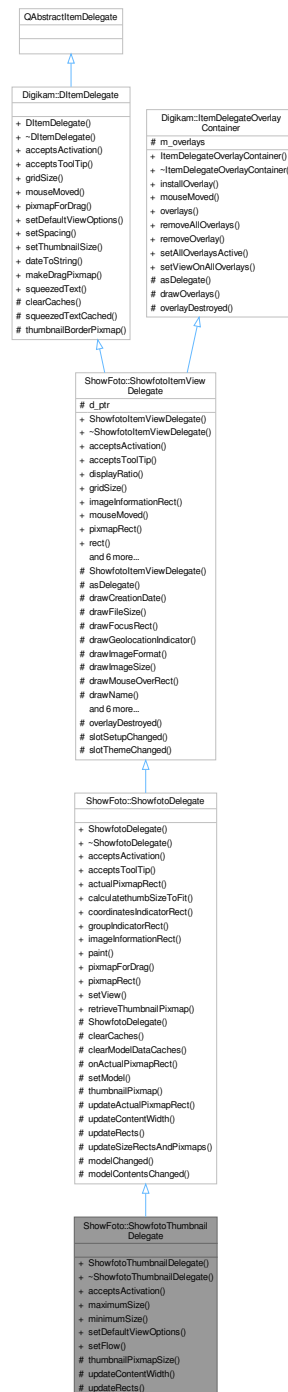 QAbstractItemDelegate
Digikam::DItemDelegate
+ DItemDelegate()
+ ~DItemDelegate()
+ acceptsActivation()
+ acceptsToolTip()
+ gridSize()
+ mouseMoved()
+ pixmapForDrag()
+ setDefaultViewOptions()
+ setSpacing()
+ setThumbnailSize()
+ dateToString()
+ makeDragPixmap()
+ squeezedText()
# clearCaches()
# squeezedTextCached()
# thumbnailBorderPixmap()
Digikam::ItemDelegateOverlay
Container
# m_overlays
+ ItemDelegateOverlayContainer()
+ ~ItemDelegateOverlayContainer()
+ installOverlay()
+ mouseMoved()
+ overlays()
+ removeAllOverlays()
+ removeOverlay()
+ setAllOverlaysActive()
+ setViewOnAllOverlays()
# asDelegate()
# drawOverlays()
# overlayDestroyed()
ShowFoto::ShowfotoItemView
Delegate
# d_ptr
+ ShowfotoItemViewDelegate()
+ ~ShowfotoItemViewDelegate()
+ acceptsActivation()
+ acceptsToolTip()
+ displayRatio()
+ gridSize()
+ imageInformationRect()
+ mouseMoved()
+ pixmapRect()
+ rect()
and 6 more...
# ShowfotoItemViewDelegate()
# asDelegate()
# drawCreationDate()
# drawFileSize()
# drawFocusRect()
# drawGeolocationIndicator()
# drawImageFormat()
# drawImageSize()
# drawMouseOverRect()
# drawName()
and 6 more...
# overlayDestroyed()
# slotSetupChanged()
# slotThemeChanged()
ShowFoto::ShowfotoDelegate
+ ShowfotoDelegate()
+ ~ShowfotoDelegate()
+ acceptsActivation()
+ acceptsToolTip()
+ actualPixmapRect()
+ calculatethumbSizeToFit()
+ coordinatesIndicatorRect()
+ groupIndicatorRect()
+ imageInformationRect()
+ paint()
+ pixmapForDrag()
+ pixmapRect()
+ setView()
+ retrieveThumbnailPixmap()
# ShowfotoDelegate()
# clearCaches()
# clearModelDataCaches()
# onActualPixmapRect()
# setModel()
# thumbnailPixmap()
# updateActualPixmapRect()
# updateContentWidth()
# updateRects()
# updateSizeRectsAndPixmaps()
# modelChanged()
# modelContentsChanged()
ShowFoto::ShowfotoThumbnail
Delegate
+ ShowfotoThumbnailDelegate()
+ ~ShowfotoThumbnailDelegate()
+ acceptsActivation()
+ maximumSize()
+ minimumSize()
+ setDefaultViewOptions()
+ setFlow()
# thumbnailPixmapSize()
# updateContentWidth()
# updateRects()